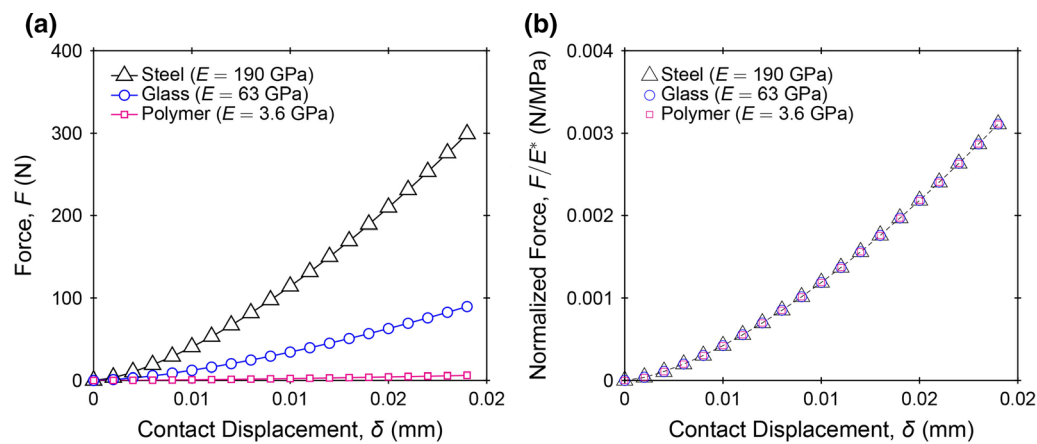 (a)
400
300
200
100
0
Force, F (N)
Steel (E = 190 GPa)
Glass (E = 63 GPa)
Polymer (E = 3.6 GPa)
0 0.01 0.01 0.02 0.02
Contact Displacement, δ (mm)
(b)
0.004
0.003
0.002
0.001
0
Normalized Force, F/E* (N/MPa)
Steel (E = 190 GPa)
Glass (E = 63 GPa)
Polymer (E = 3.6 GPa)
0 0.01 0.01 0.02 0.02
Contact Displacement, δ (mm)